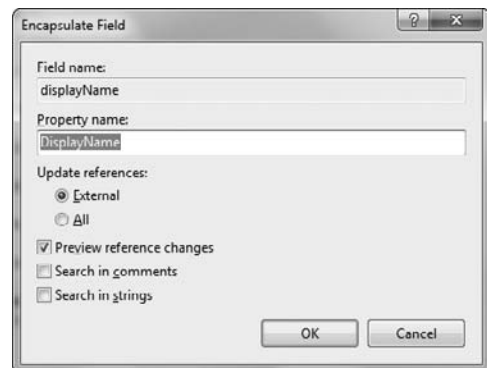 Encapsulate Field
Field name:
displayName
Property name:
DisplayName
Update references:
External
All
Preview reference changes
Search in comments
Search in strings
OK Cancel